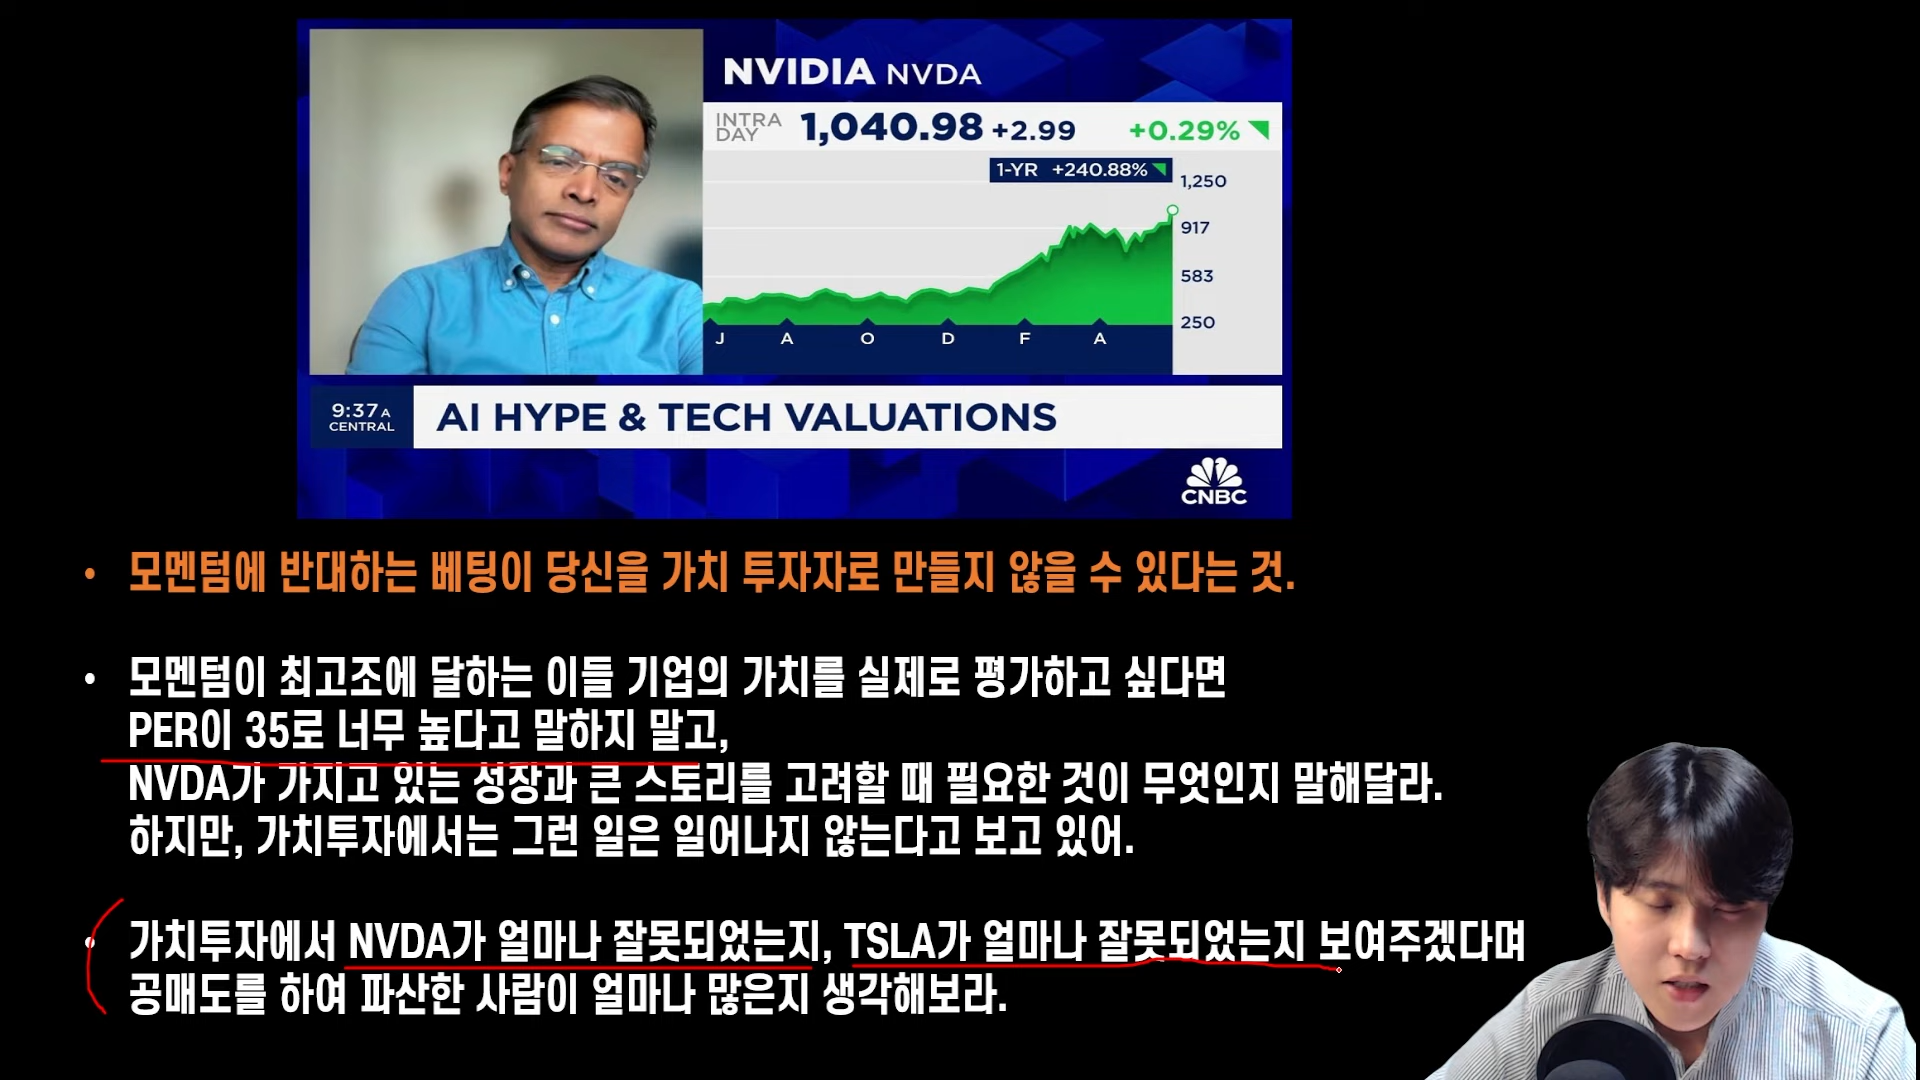 NVIDIA NVDA
INTRA DAY 1,040.98 +2.99 +0.29%
1-YR +240.88%
1,250
917
583
250
J A O D F A
9:37A CENTRAL
AI HYPE & TECH VALUATIONS
CNBC
• 모멘텀에 반대하는 베팅이 당신을 가치 투자자로 만들지 않을 수 있다는 것.
• 모멘텀이 최고조에 달하는 이들 기업의 가치를 실제로 평가하고 싶다면
PER이 35로 너무 높다고 말하지 말고,
NVDA가 가지고 있는 성장과 큰 스토리를 고려할 때 필요한 것이 무엇인지 말해달라.
하지만, 가치투자에서는 그런 일은 일어나지 않는다고 보고 있어.
• 가치투자에서 NVDA가 얼마나 잘못되었는지, TSLA가 얼마나 잘못되었는지 보여주겠다며
공매도를 하여 파산한 사람이 얼마나 많은지 생각해보라.